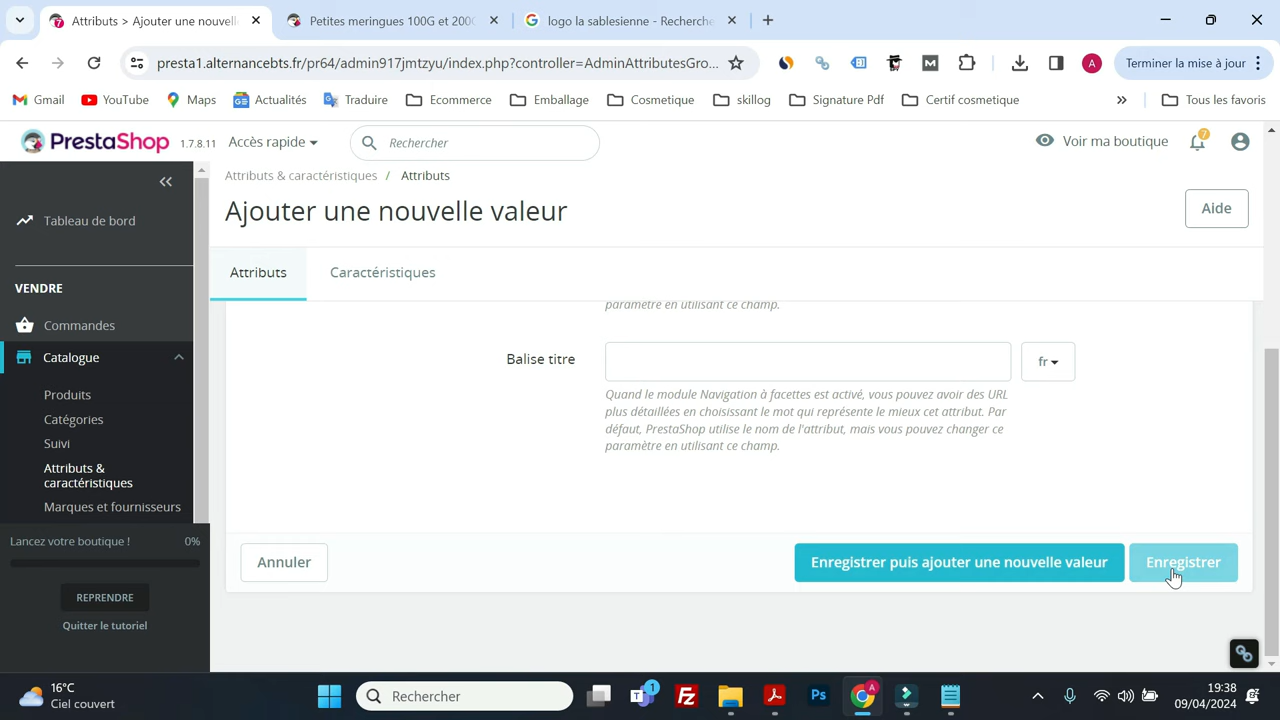 Attributs > Ajouter une nouvell
Petites meringues 100G et 200G
logo la sablesienne - Recherche
presta1.alternancebts.fr/pr64/admin917jmtzyu/index.php?controller=AdminAttributesGro...
A
Terminer la mise à jour
Gmail
YouTube
Maps
Actualités
Traduire
Ecommerce
Emballage
Cosmetique
skillog
Signature Pdf
Certif cosmetique
»
Tous les favoris
PRESTASHOP
1.7.8.11
Accès rapide
Rechercher
Voir ma boutique
7
Attributs & caractéristiques / Attributs
Ajouter une nouvelle valeur
Aide
Attributs
Caractéristiques
Tableau de bord
VENDRE
Commandes
Catalogue
Produits
Catégories
Suivi
Attributs &
caractéristiques
Marques et fournisseurs
Lancez votre boutique ! 0%
REPRENDRE
Quitter le tutoriel
paramètre en utilisant ce champ.
Balise titre
fr
Quand le module Navigation à facettes est activé, vous pouvez avoir des URL
plus détaillées en choisissant le mot qui représente le mieux cet attribut. Par
défaut, PrestaShop utilise le nom de l'attribut, mais vous pouvez changer ce
paramètre en utilisant ce champ.
Annuler
Enregistrer puis ajouter une nouvelle valeur
Enregistrer
16°C
Ciel couvert
Rechercher
1
Ps
A
19:38
09/04/2024